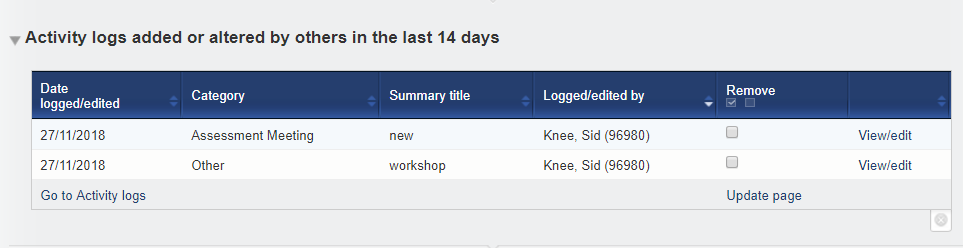 Activity logs added or altered by others in the last 14 days
Date logged/edited Category Summary title Logged/edited by Remove
27/11/2018 Assessment Meeting new Knee, Sid (96980) View/edit
27/11/2018 Other workshop Knee, Sid (96980) View/edit
Go to Activity logs Update page